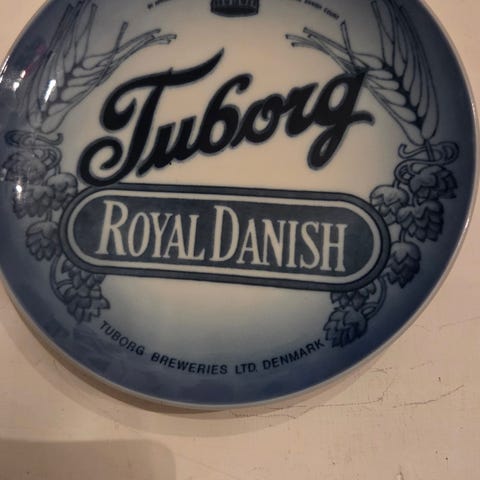 Tuborg
ROYAL DANISH
TUBORG BREWERIES LTD. DENMARK